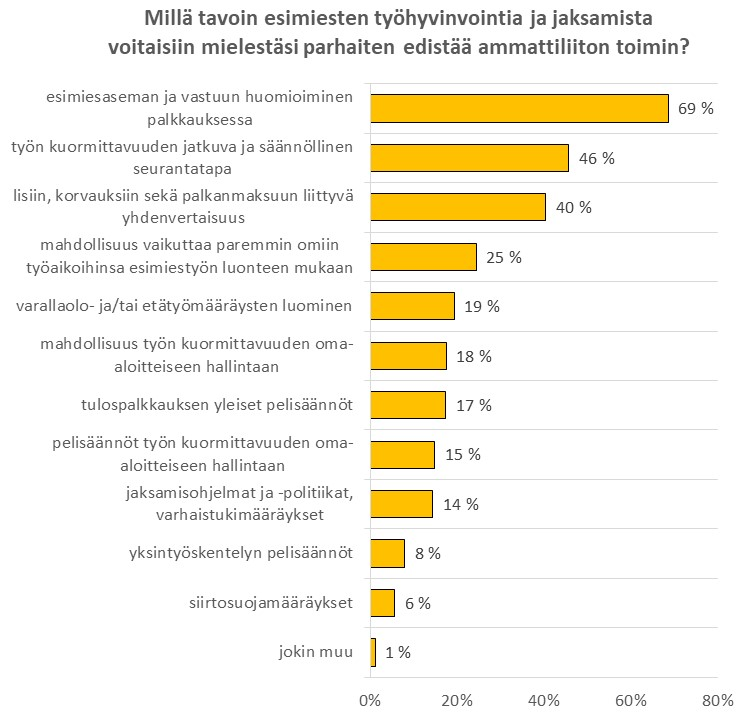 Millä tavoin esimiesten työhyvinvointia ja jaksamista
voitaisiin mielestäsi parhaiten edistää ammattiliiton toimin?
esimiesaseman ja vastuun huomioiminen
palkkauksessa
69 %
työn kuormittavuuden jatkuva ja säännöllinen
seurantatapa
46 %
lisiin, korvauksiin sekä palkanmaksuun liittyvä
yhdenvertaisuus
40 %
mahdollisuus vaikuttaa paremmin omiin
työaikoihinsa esimiestyön luonteen mukaan
25 %
varallaolo- ja/tai etätyömääräysten luominen
19 %
mahdollisuus työn kuormittavuuden oma-
aloitteiseen hallintaan
18 %
tulospalkkauksen yleiset pelisäännöt
17 %
pelisäännöt työn kuormittavuuden oma-
aloitteiseen hallintaan
15 %
jaksamisohjelmat ja -politiikat,
varhaistukimääräykset
14 %
yksintyöskentelyn pelisäännöt
8 %
siirtosuojamääräykset
6 %
jokin muu
1 %
0% 20% 40% 60% 80%